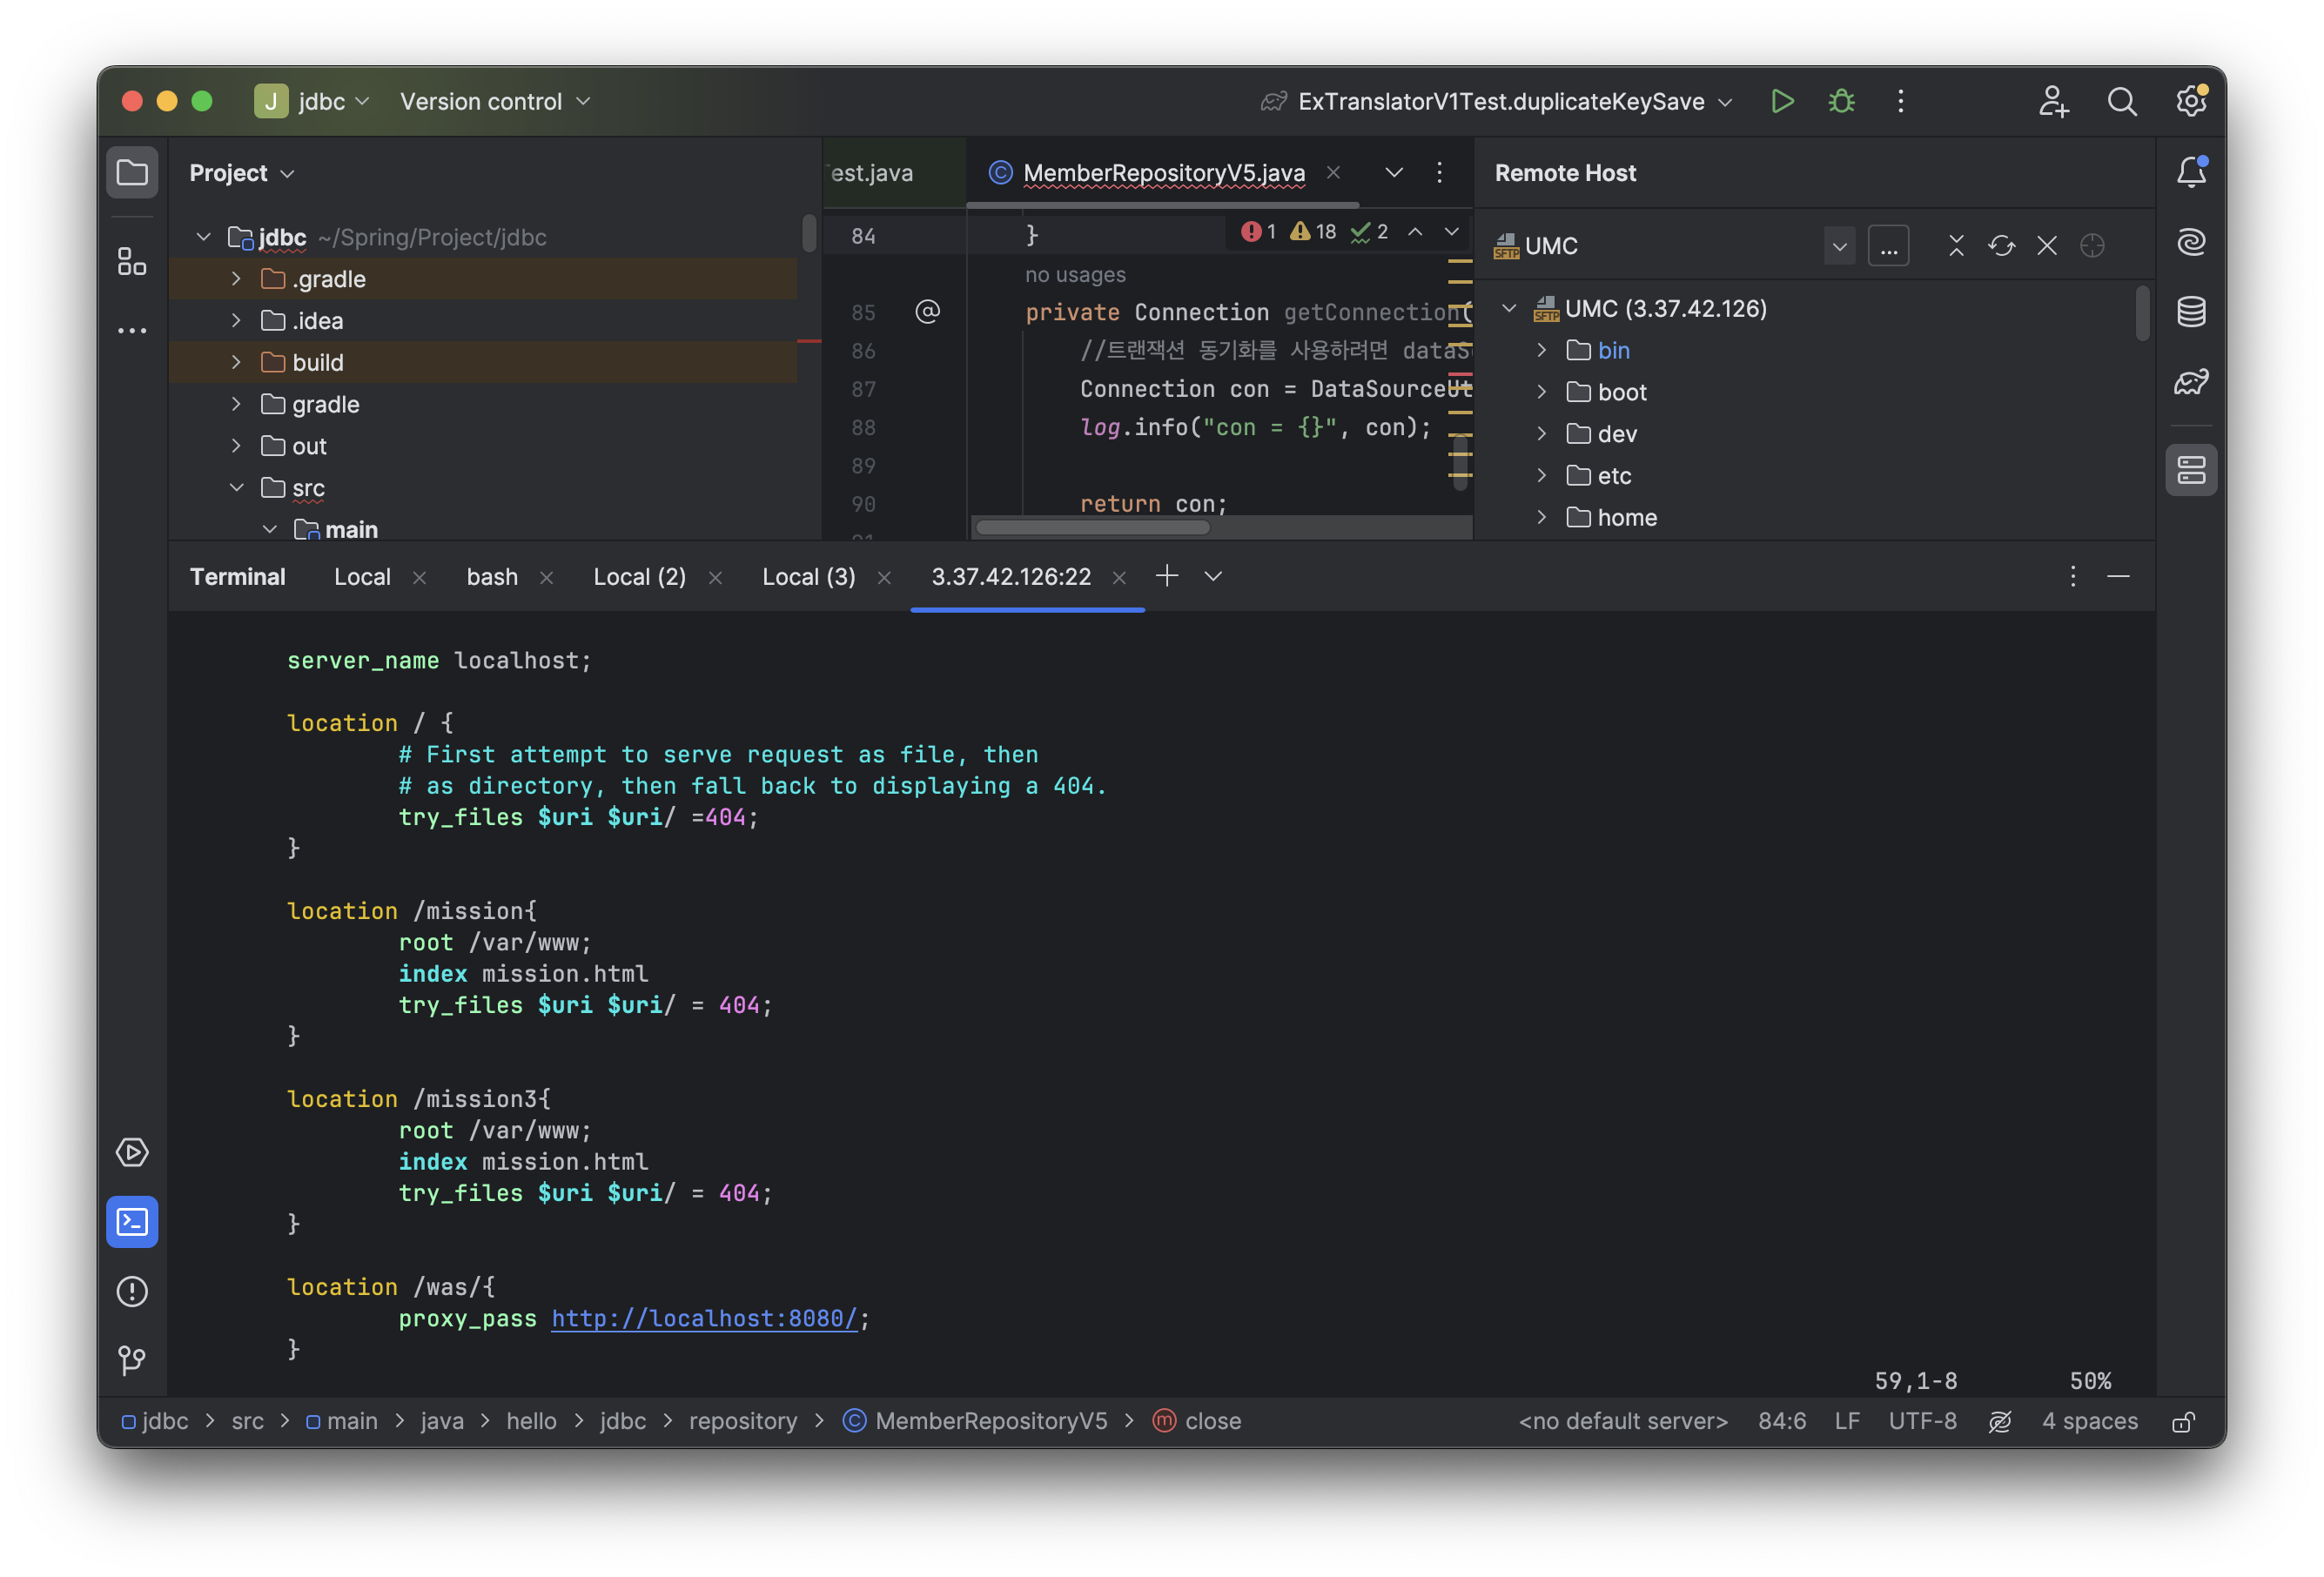 J jdbc Version control ExTranslatorV1Test.duplicateKeySave
Project
jdbc ~/Spring/Project/jdbc
.gradle
.idea
build
gradle
out
src
main
est.java MemberRepositoryV5.java
1 18 2
84 }
no usages
85 @ private Connection getConnection(
86 //트랜잭션 동기화를 사용하려면 dataS
87 Connection con = DataSourceUt
88 log.info("con = {}", con);
89
90 return con;
91
Remote Host
SFTP UMC ...
SFTP UMC (3.37.42.126)
bin
boot
dev
etc
home
Terminal Local bash Local (2) Local (3) 3.37.42.126:22
server_name localhost;
location / {
# First attempt to serve request as file, then
# as directory, then fall back to displaying a 404.
try_files $uri $uri/ =404;
}
location /mission{
root /var/www;
index mission.html
try_files $uri $uri/ = 404;
}
location /mission3{
root /var/www;
index mission.html
try_files $uri $uri/ = 404;
}
location /was/{
proxy_pass http://localhost:8080/;
}
59,1-8 50%
jdbc > src > main > java > hello > jdbc > repository > MemberRepositoryV5 > close <no default server> 84:6 LF UTF-8 4 spaces